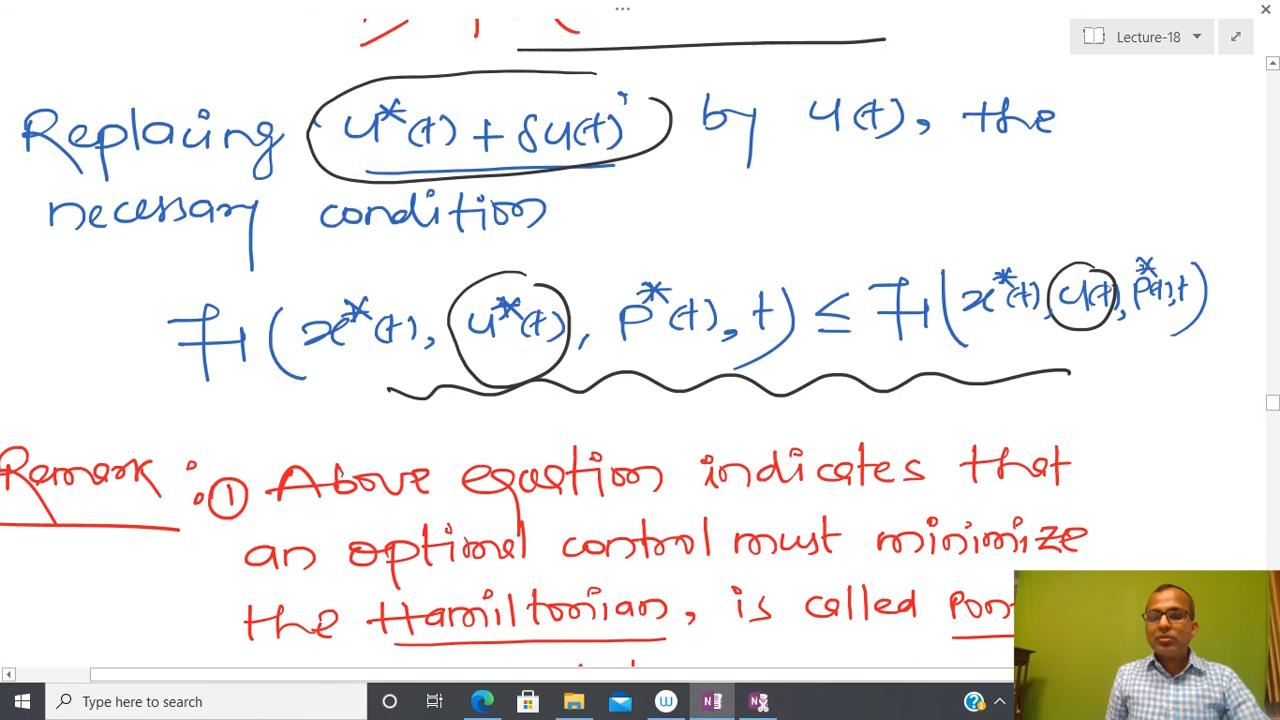 Lecture-18
Replacing u*(t) + δu(t) by u(t), the
necessary condition
H(x*(t), u*(t), p*(t), t) ≤ H(x*(t), u(t), p*(t), t)
Remark : ① Above equation indicates that
an optimal control must minimize
the Hamiltonian, is called Pon
Type here to search